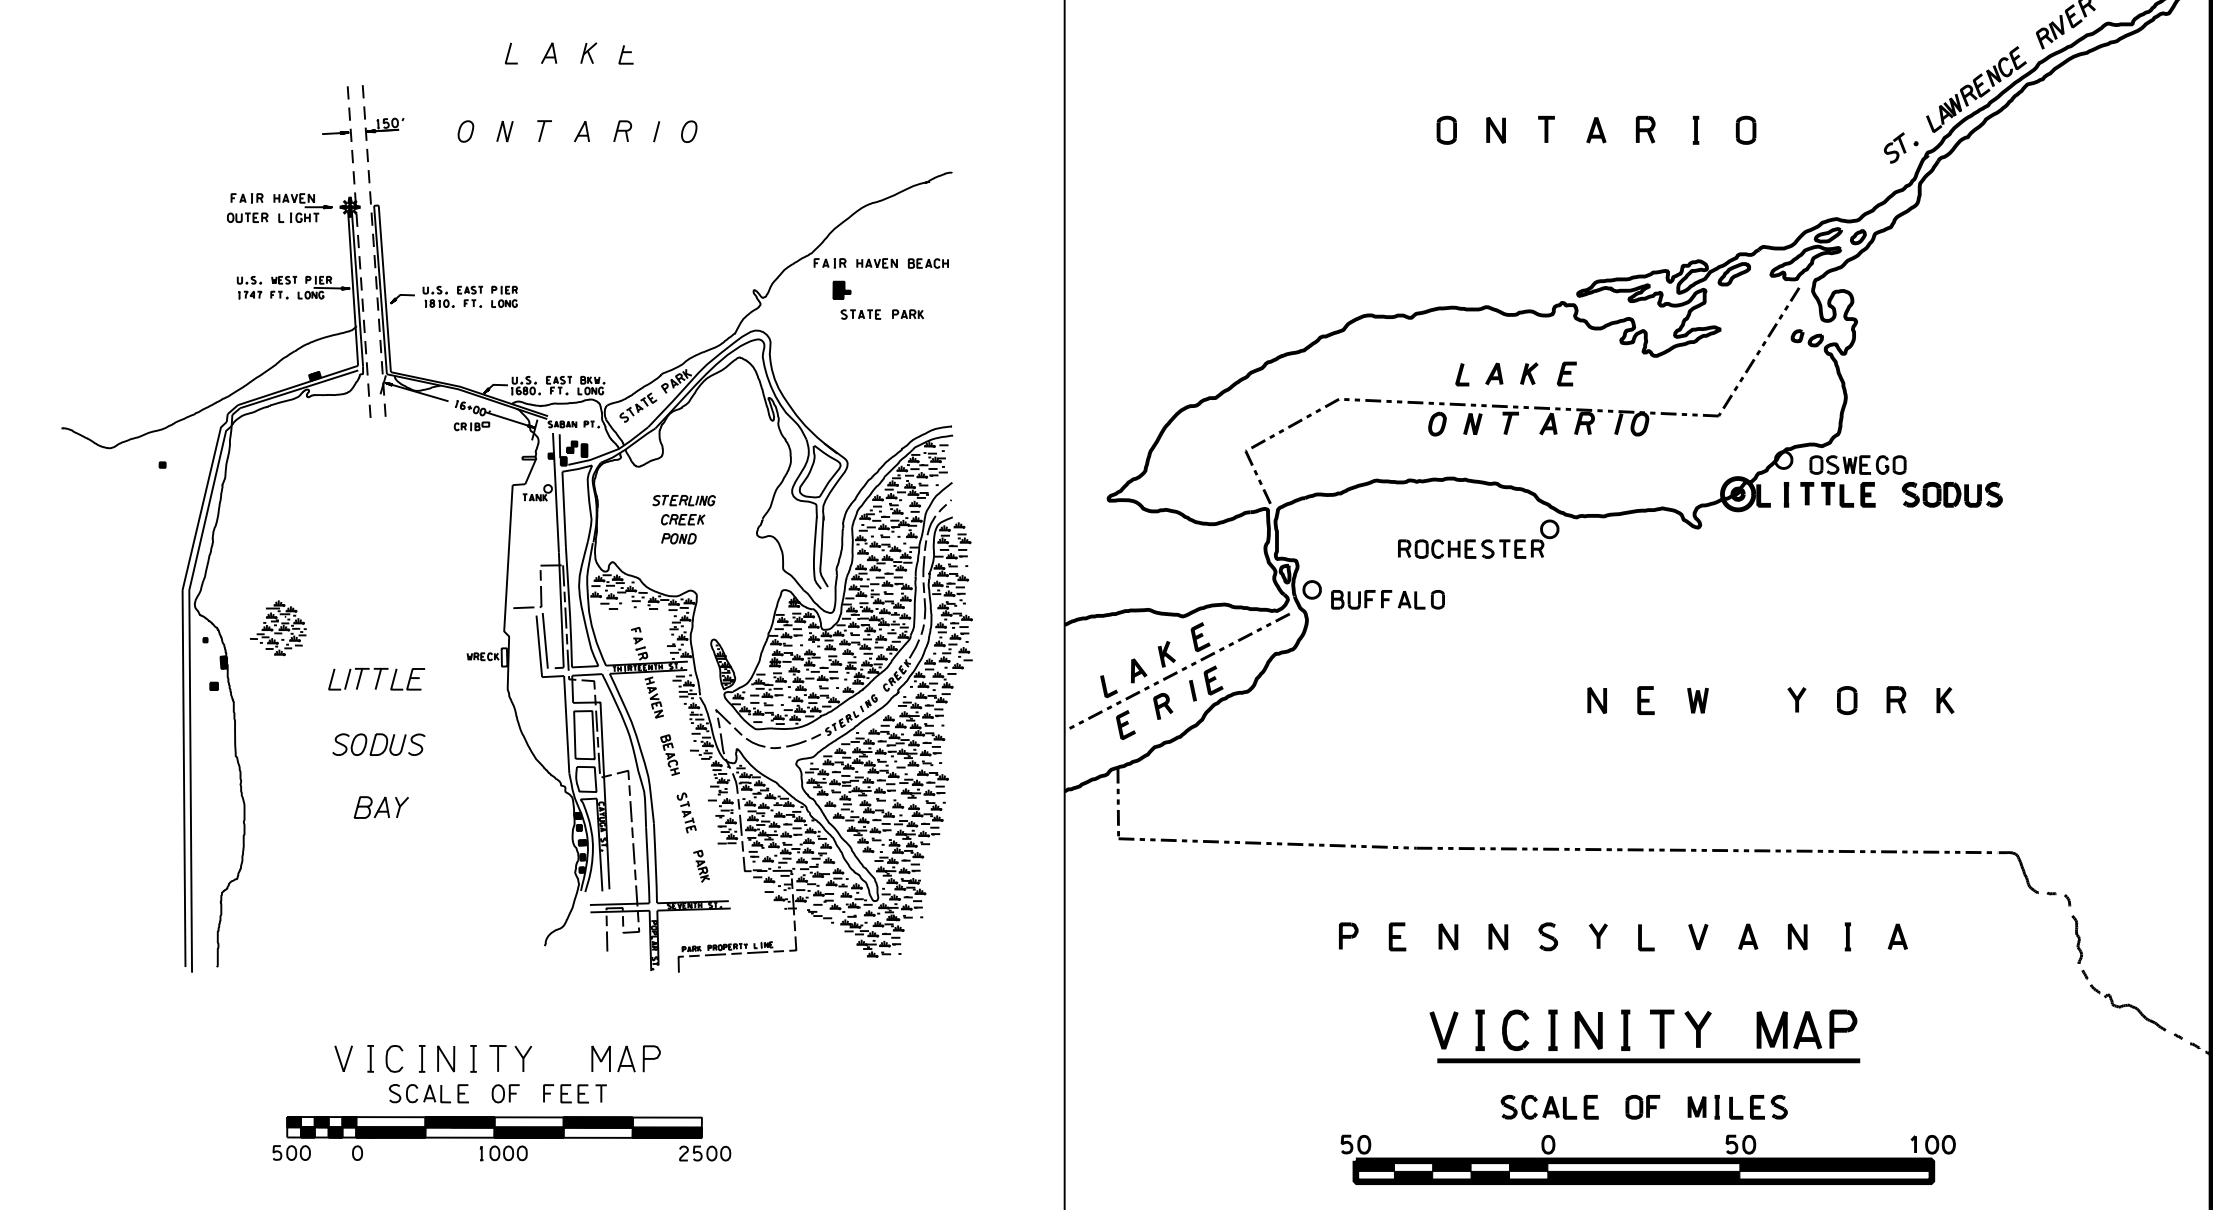 LAKE
ONTARIO
150'
FAIR HAVEN
OUTER LIGHT
U.S. WEST PIER
1747 FT. LONG
U.S. EAST PIER
1810. FT. LONG
FAIR HAVEN BEACH
STATE PARK
U.S. EAST BKW.
1680. FT. LONG
STATE PARK
16+00'
CRIB
SABAN PT.
TANK
STERLING
CREEK
POND
WRECK
THIRTEENTH ST.
FAIR HAVEN BEACH STATE PARK
STERLING CREEK
LITTLE
SODUS
BAY
CAYUGA ST.
SEVENTH ST.
POPLAR ST.
PARK PROPERTY LINE
VICINITY MAP
SCALE OF FEET
500 0 1000 2500
ONTARIO
ST. LAWRENCE RIVER
LAKE
ONTARIO
OSWEGO
LITTLE SODUS
ROCHESTER
BUFFALO
LAKE
ERIE
NEW YORK
PENNSYLVANIA
VICINITY MAP
SCALE OF MILES
50 0 50 100